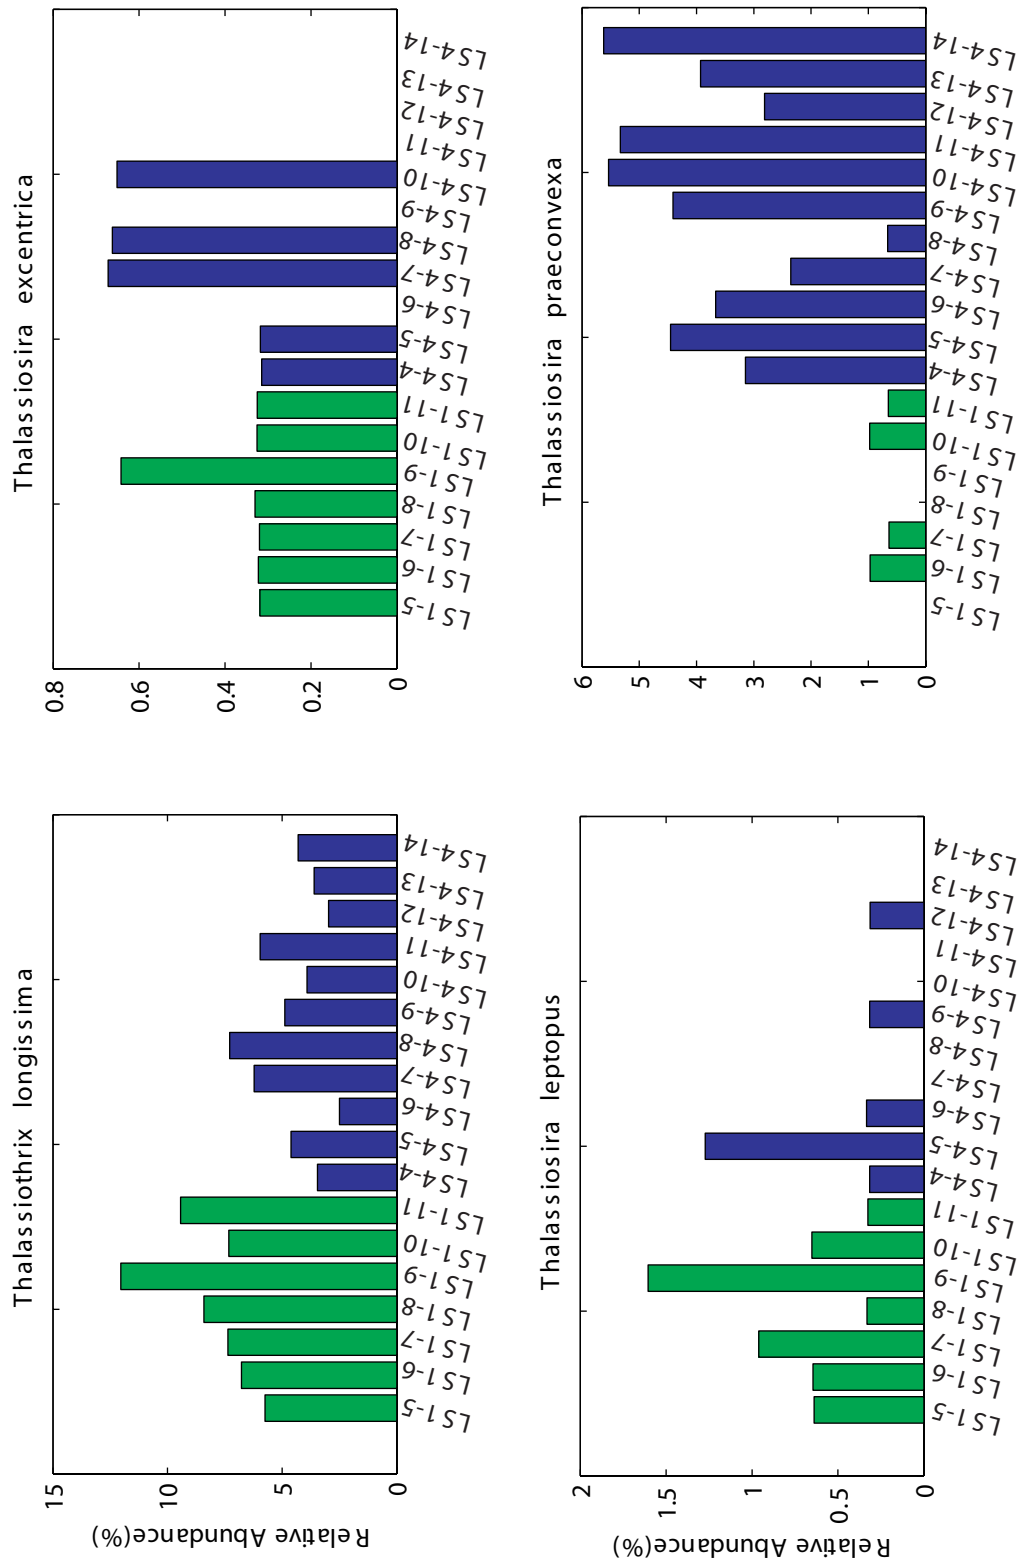 Thalassiothrix longissima
Relative Abundance(%)
15
10
5
0
LS1-5
LS1-6
LS1-7
LS1-8
LS1-9
LS1-10
LS1-11
LS4-4
LS4-5
LS4-6
LS4-7
LS4-8
LS4-9
LS4-10
LS4-11
LS4-12
LS4-13
LS4-14
Thalassiosira excentrica
0.8
0.6
0.4
0.2
0
LS1-5
LS1-6
LS1-7
LS1-8
LS1-9
LS1-10
LS1-11
LS4-4
LS4-5
LS4-6
LS4-7
LS4-8
LS4-9
LS4-10
LS4-11
LS4-12
LS4-13
LS4-14
Thalassiosira leptopus
Relative Abundance(%)
2
1.5
1
0.5
0
LS1-5
LS1-6
LS1-7
LS1-8
LS1-9
LS1-10
LS1-11
LS4-4
LS4-5
LS4-6
LS4-7
LS4-8
LS4-9
LS4-10
LS4-11
LS4-12
LS4-13
LS4-14
Thalassiosira praeconvexa
6
5
4
3
2
1
0
LS1-5
LS1-6
LS1-7
LS1-8
LS1-9
LS1-10
LS1-11
LS4-4
LS4-5
LS4-6
LS4-7
LS4-8
LS4-9
LS4-10
LS4-11
LS4-12
LS4-13
LS4-14